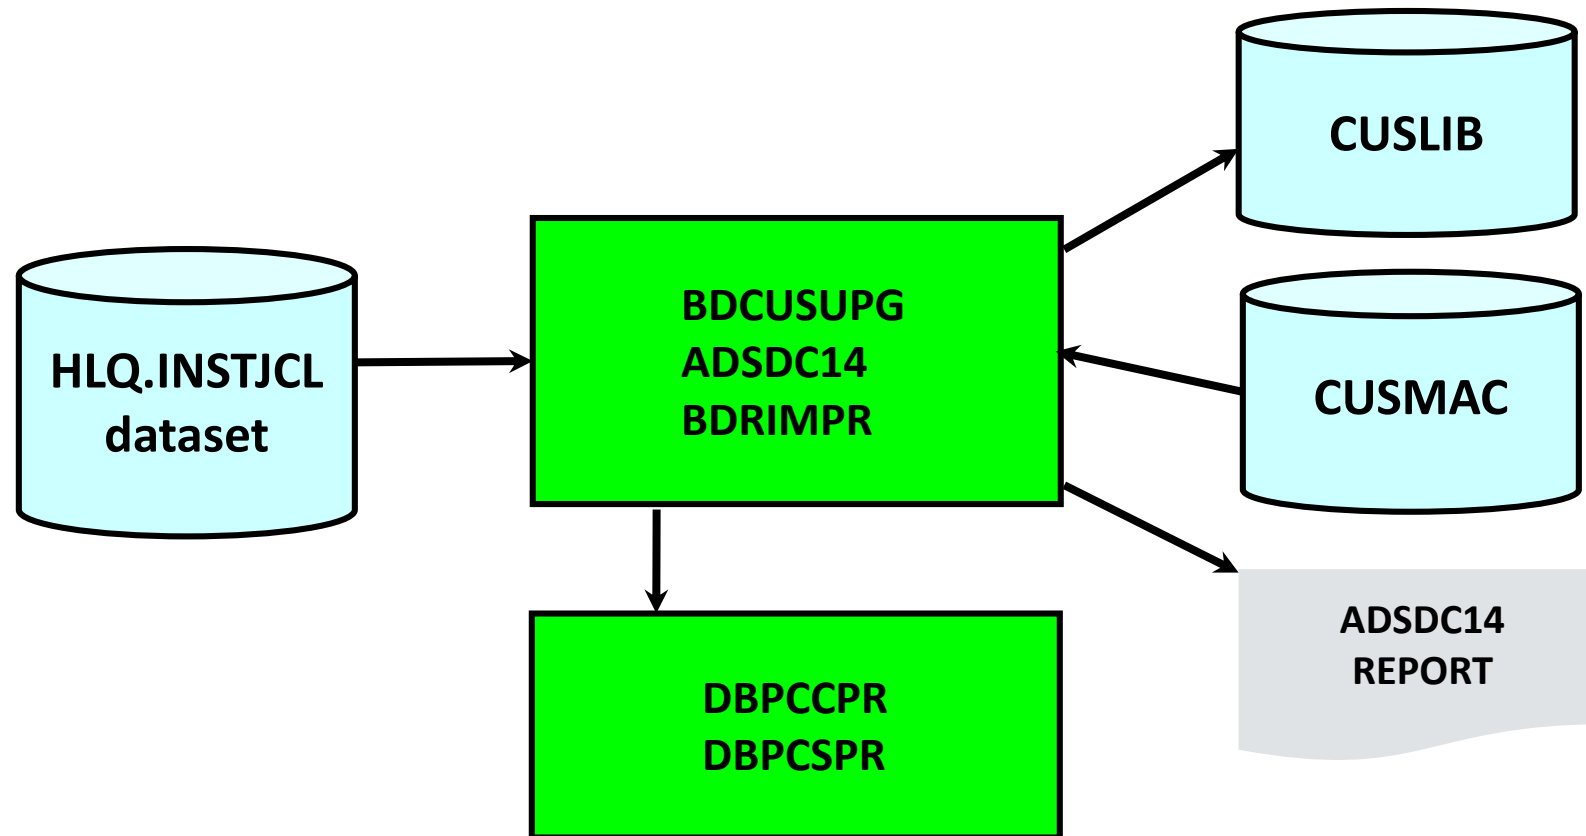 CUSLIB
HLQ.INSTJCL
dataset
BDCUSUPG
ADSDC14
BDRIMPR
CUSMAC
ADSDC14
REPORT
DBPCCPR
DBPCSPR